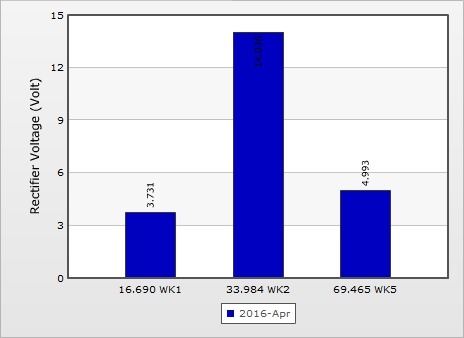 15
12
9
6
3
0
Rectifier Voltage (Volt)
3.731
4.993
16.690 WK1
33.984 WK2
69.465 WK5
2016-Apr